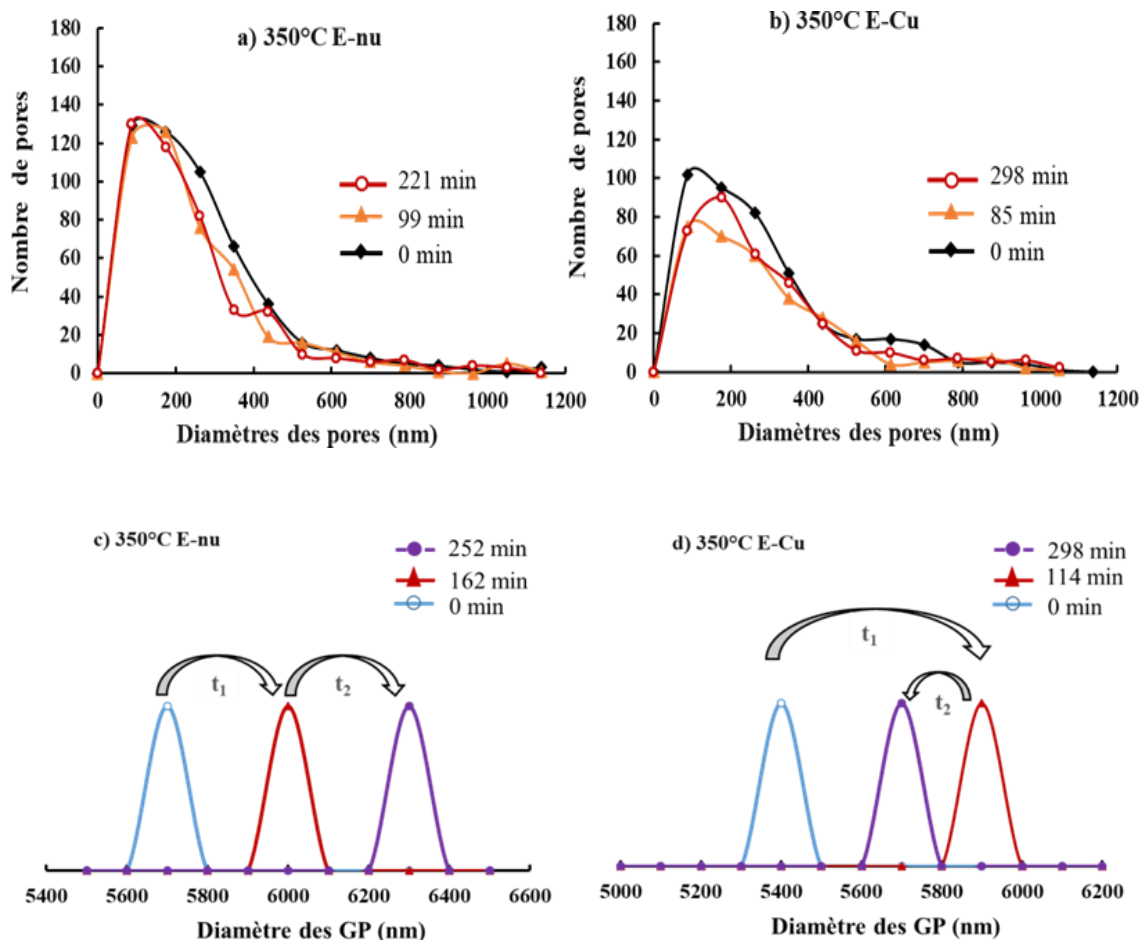 a) 350°C E-nu
Nombre de pores
180
160
140
120
100
80
60
40
20
0
221 min
99 min
0 min
0 200 400 600 800 1000 1200
Diamètres des pores (nm)
b) 350°C E-Cu
Nombre de pores
180
160
140
120
100
80
60
40
20
0
298 min
85 min
0 min
0 200 400 600 800 1000 1200
Diamètres des pores (nm)
c) 350°C E-nu
252 min
162 min
0 min
t1 t2
5400 5600 5800 6000 6200 6400 6600
Diamètre des GP (nm)
d) 350°C E-Cu
298 min
114 min
0 min
t1
t2
5000 5200 5400 5600 5800 6000 6200
Diamètre des GP (nm)